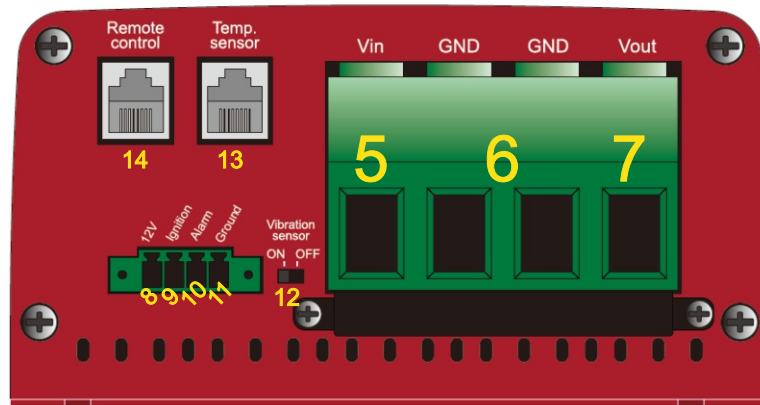 Remote
control
Temp.
sensor
Vin
GND
GND
Vout
14
13
5
6
7
12V
Ignition
Alarm
Ground
Vibration
sensor
ON
OFF
8
9
10
11
12